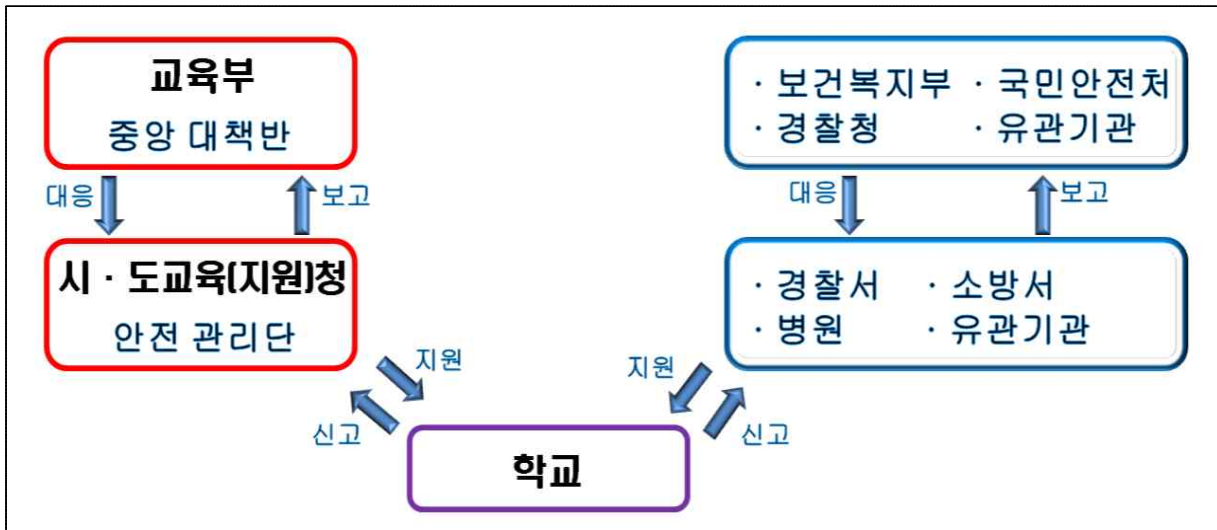 교육부
중앙 대책반
대응
보고
시 · 도교육(지원)청
안전 관리단
· 보건복지부 · 국민안전처
· 경찰청 · 유관기관
대응
보고
· 경찰서 · 소방서
· 병원 · 유관기관
지원
신고
지원
신고
학교